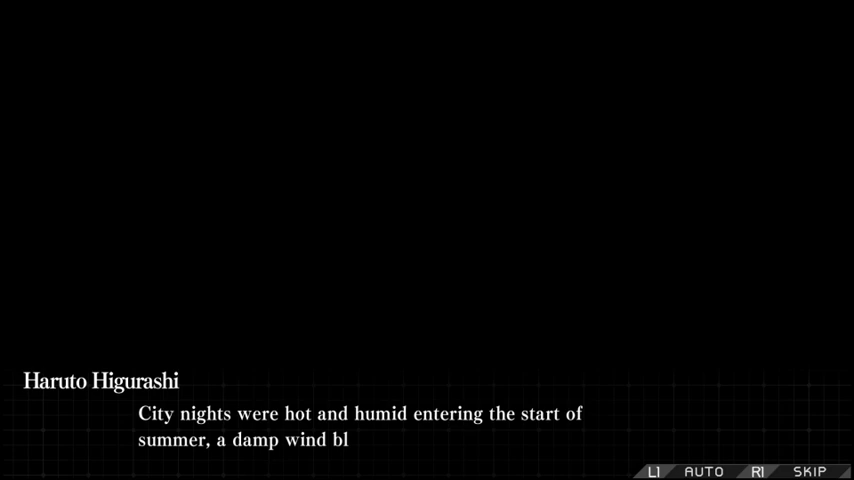 Haruto Higurashi
City nights were hot and humid entering the start of
summer, a damp wind bl
L1 AUTO R1 SKIP